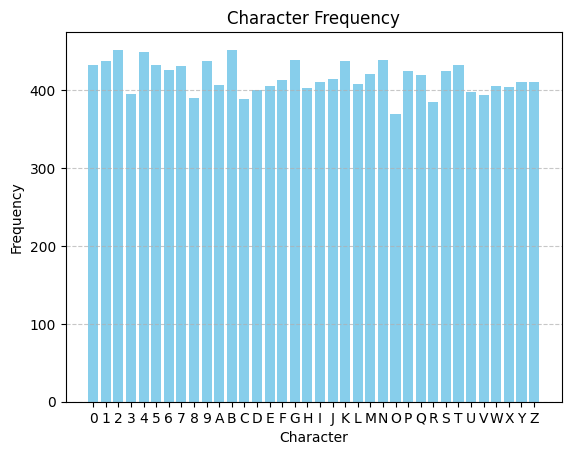 Character Frequency
Frequency
400
300
200
100
0
0 1 2 3 4 5 6 7 8 9 A B C D E F G H I J K L M N O P Q R S T U V W X Y Z
Character